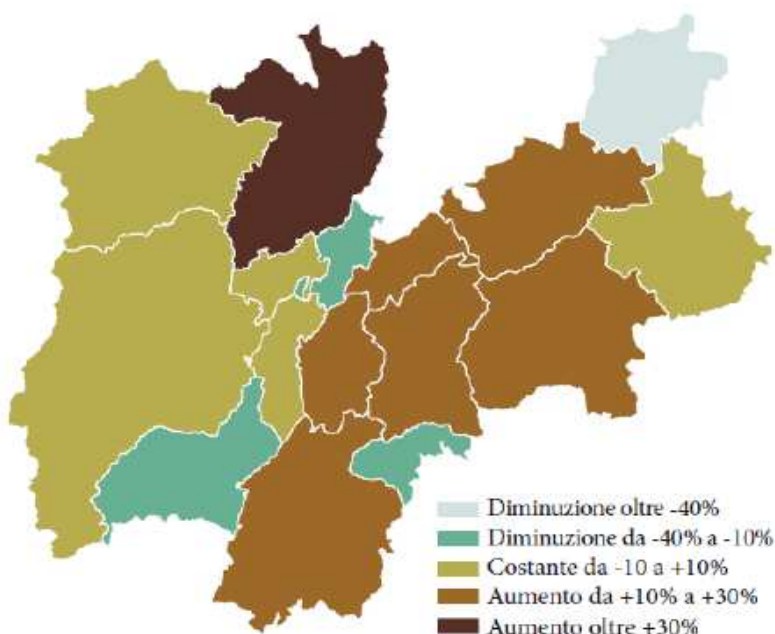 Diminuzione oltre -40%
Diminuzione da -40% a -10%
Costante da -10 a +10%
Aumento da +10% a +30%
Aumento oltre +30%